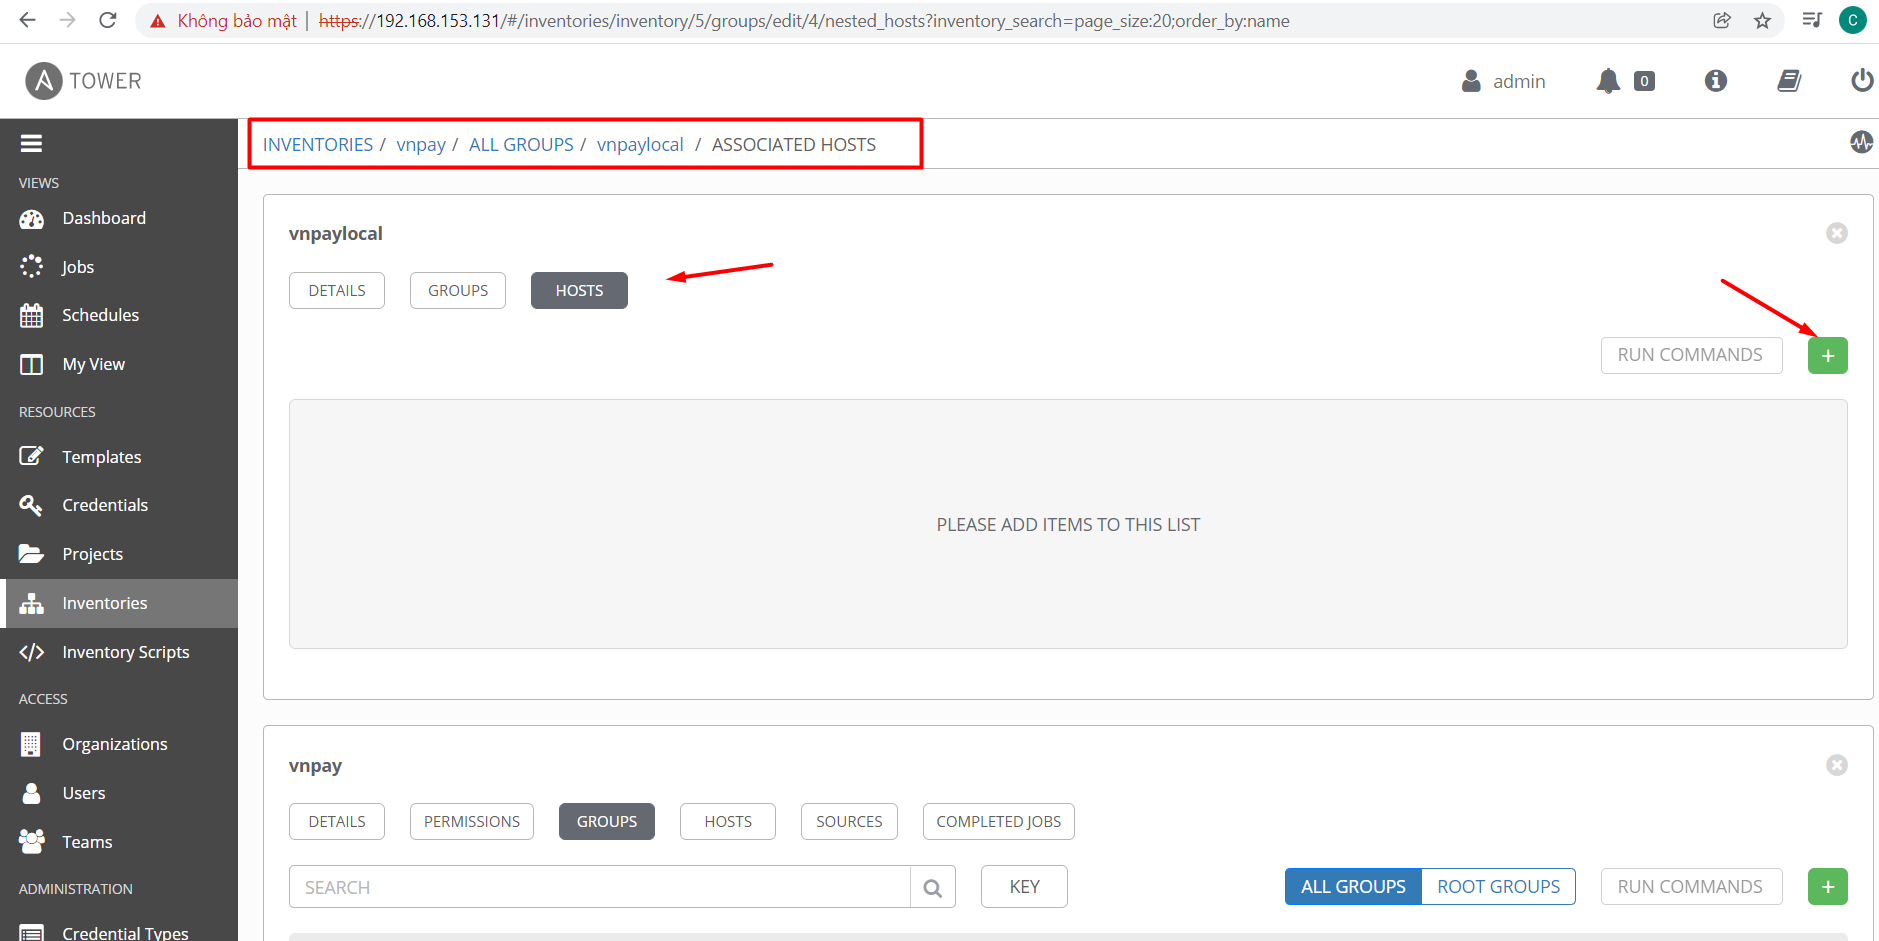 Không bảo mật | https://192.168.153.131/#/inventories/inventory/5/groups/edit/4/nested_hosts?inventory_search=page_size:20;order_by:name
C
A TOWER
admin
0
INVENTORIES / vnpay / ALL GROUPS / vnpaylocal / ASSOCIATED HOSTS
VIEWS
Dashboard
Jobs
Schedules
My View
RESOURCES
Templates
Credentials
Projects
Inventories
Inventory Scripts
ACCESS
Organizations
Users
Teams
ADMINISTRATION
Credential Types
vnpaylocal
DETAILS GROUPS HOSTS
RUN COMMANDS +
PLEASE ADD ITEMS TO THIS LIST
vnpay
DETAILS PERMISSIONS GROUPS HOSTS SOURCES COMPLETED JOBS
SEARCH KEY ALL GROUPS ROOT GROUPS RUN COMMANDS +